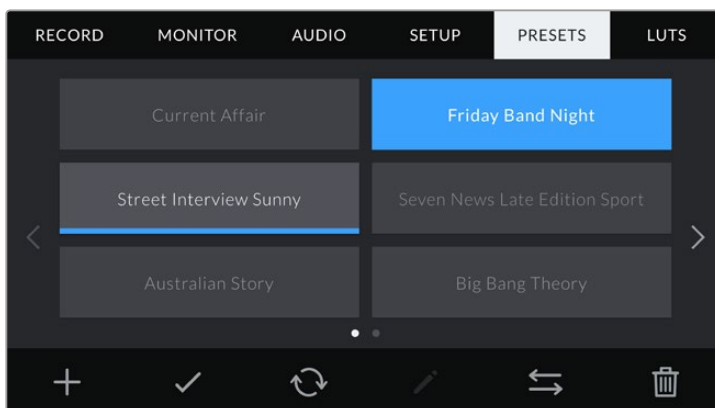 RECORD MONITOR AUDIO SETUP PRESETS LUTS
Current Affair Friday Band Night
Street Interview Sunny Seven News Late Edition Sport
Australian Story Big Bang Theory